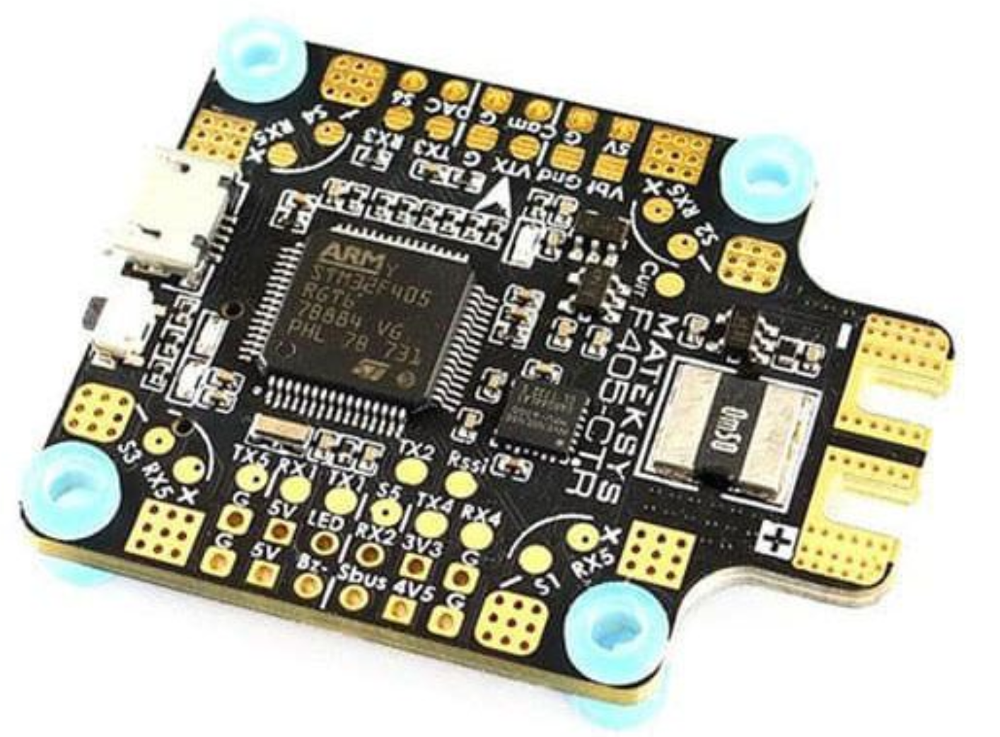 S6
DAC
G
Cam
G
5V
RX3
TX3
G
VTX
Gnd
Vbt
S4
RX5
X
X
RX5
S2
Curr
ARM
STM32F405
RGT6 Y
78884 VG
PHL 78 731
ST
MATEKSYS
F405-CTR
0m50
-
+
S3
RX5
X
TX5
RX1
TX1
TX2
Rssi
S5
TX4
RX4
G
5V
LED
RX2
3V3
G
G
5V
Bz-
Sbus
4V5
G
X
RX5
S1